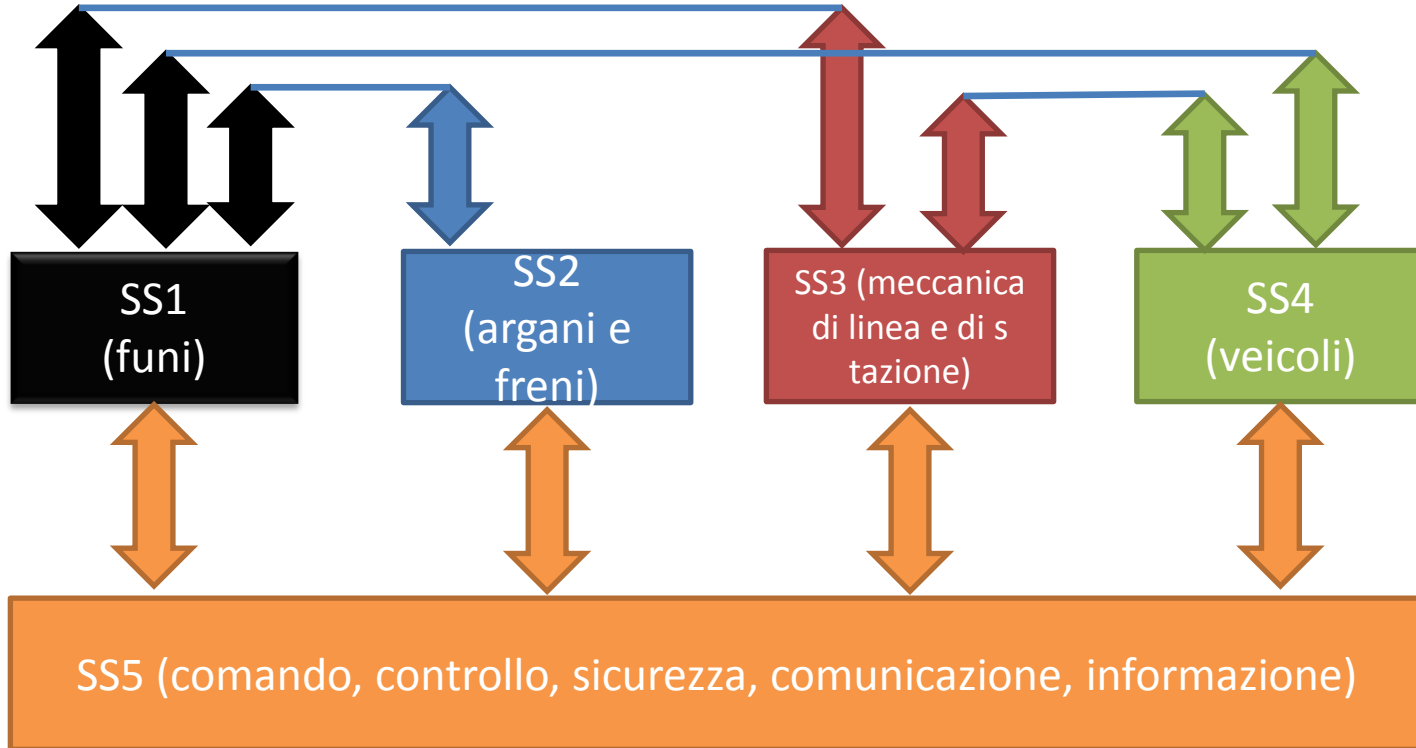 SS1
(funi)
SS2
(argani e
freni)
SS3 (meccanica
di linea e di s
tazione)
SS4
(veicoli)
SS5 (comando, controllo, sicurezza, comunicazione, informazione)